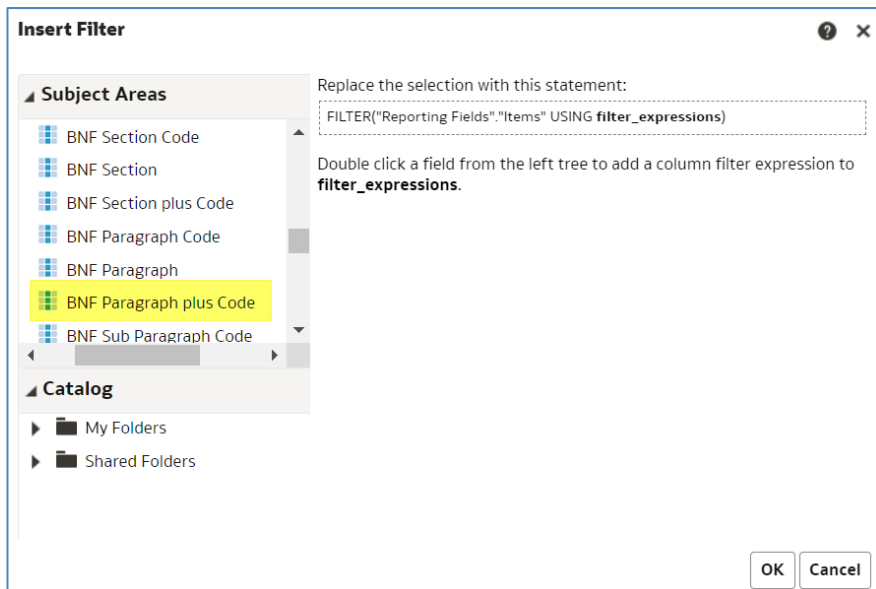 Insert Filter
Subject Areas
BNF Section Code
BNF Section
BNF Section plus Code
BNF Paragraph Code
BNF Paragraph
BNF Paragraph plus Code
BNF Sub Paragraph Code
Catalog
My Folders
Shared Folders
Replace the selection with this statement:
FILTER("Reporting Fields"."Items" USING filter_expressions)
Double click a field from the left tree to add a column filter expression to
filter_expressions.
OK
Cancel